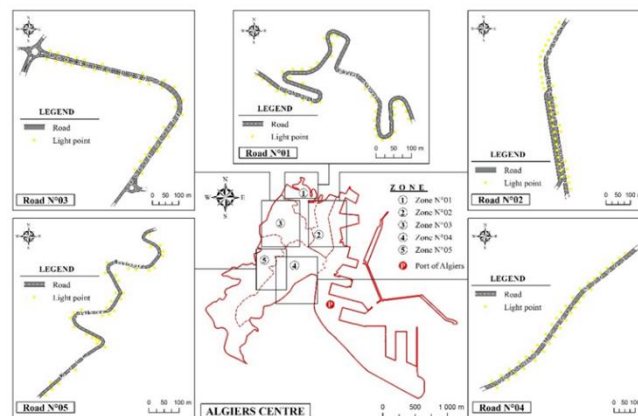 N
W E
S
LEGEND
Road
Light point
0 50 100 m
Road N°03
N
W E
S
LEGEND
Road
Light point
0 50 100 m
Road N°01
N
W E
S
LEGEND
Road
Light point
0 50 100 m
Road N°02
N
W E
S
ZONE
1 Zone N°01
2 Zone N°02
3 Zone N°03
4 Zone N°04
5 Zone N°05
P Port of Algiers
1
3
2
5
4
P
ALGIERS CENTRE
0 500 1 000 m
N
W E
S
LEGEND
Road
Light point
0 50 100 m
Road N°05
N
W E
S
LEGEND
Road
Light point
0 50 100 m
Road N°04